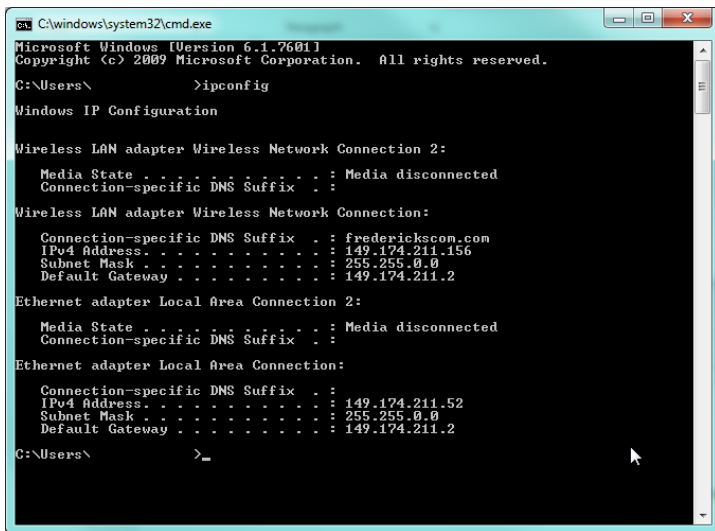 C:\windows\system32\cmd.exe
Microsoft Windows [Version 6.1.7601]
Copyright (c) 2009 Microsoft Corporation.  All rights reserved.
C:\Users\             >ipconfig
Windows IP Configuration
Wireless LAN adapter Wireless Network Connection 2:
   Media State . . . . . . . . . . . : Media disconnected
   Connection-specific DNS Suffix  . :
Wireless LAN adapter Wireless Network Connection:
   Connection-specific DNS Suffix  . : frederickscom.com
   IPv4 Address. . . . . . . . . . . : 149.174.211.156
   Subnet Mask . . . . . . . . . . . : 255.255.0.0
   Default Gateway . . . . . . . . . : 149.174.211.2
Ethernet adapter Local Area Connection 2:
   Media State . . . . . . . . . . . : Media disconnected
   Connection-specific DNS Suffix  . :
Ethernet adapter Local Area Connection:
   Connection-specific DNS Suffix  . :
   IPv4 Address. . . . . . . . . . . : 149.174.211.52
   Subnet Mask . . . . . . . . . . . : 255.255.0.0
   Default Gateway . . . . . . . . . : 149.174.211.2
C:\Users\             >_